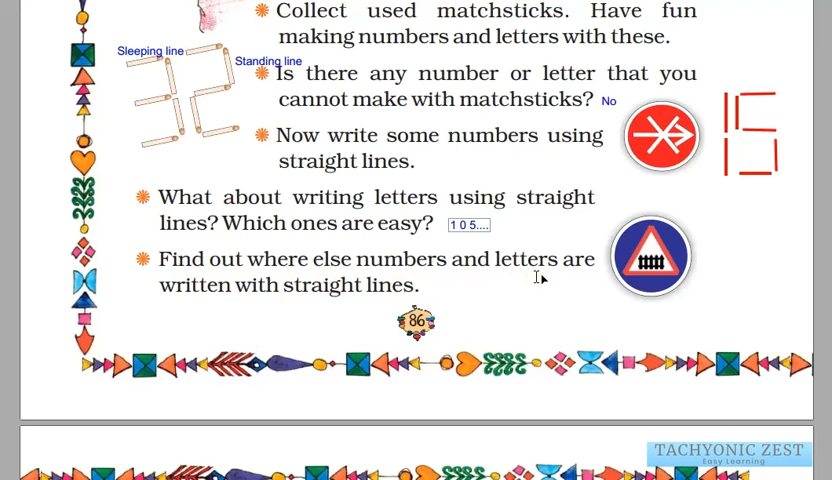 Collect used matchsticks. Have fun
making numbers and letters with these.
Sleeping line
Standing line
32
Is there any number or letter that you
cannot make with matchsticks? No
15
Now write some numbers using
straight lines.
What about writing letters using straight
lines? Which ones are easy? 1 0 5....
Find out where else numbers and letters are
written with straight lines.
86
TACHYONIC ZEST
Easy Learning